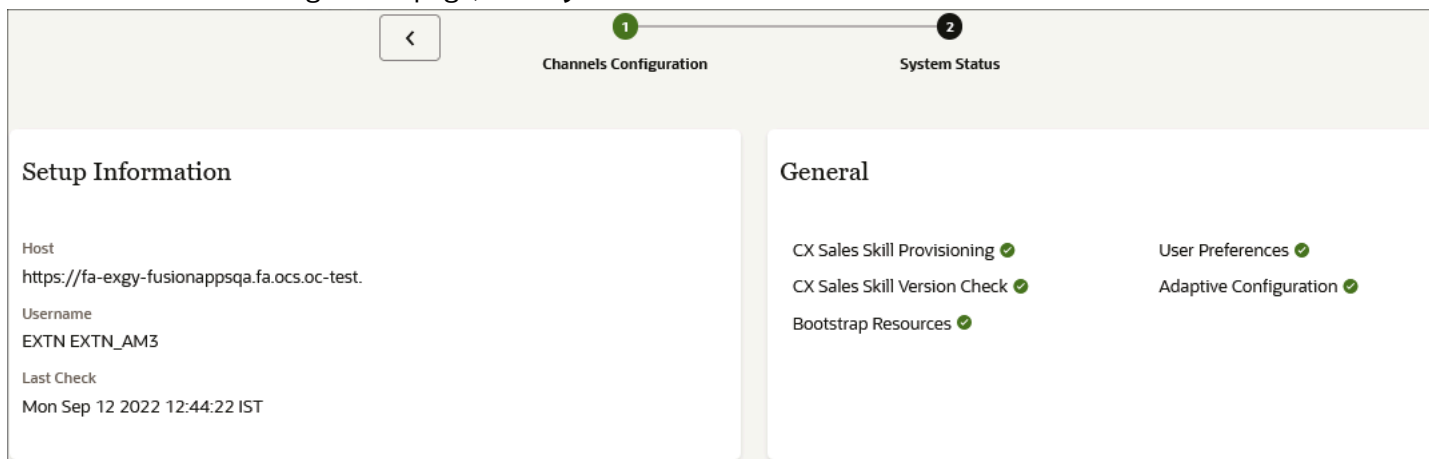 1
2
Channels Configuration
System Status
Setup Information
Host
https://fa-exgy-fusionappsqa.fa.ocs.oc-test.
Username
EXTN EXTN_AM3
Last Check
Mon Sep 12 2022 12:44:22 IST
General
CX Sales Skill Provisioning
User Preferences
CX Sales Skill Version Check
Adaptive Configuration
Bootstrap Resources